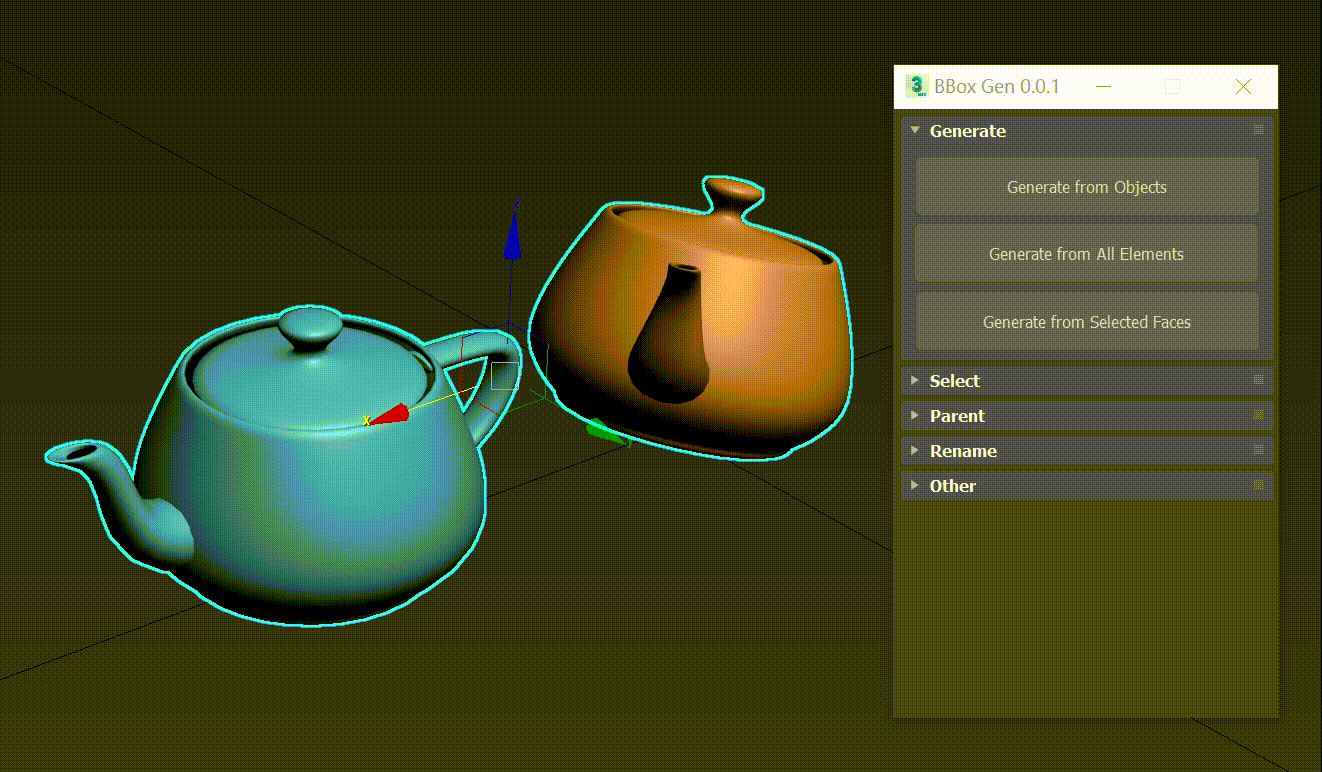 BBox Gen 0.0.1
Generate
Generate from Objects
Generate from All Elements
Generate from Selected Faces
Select
Parent
Rename
Other
z
x